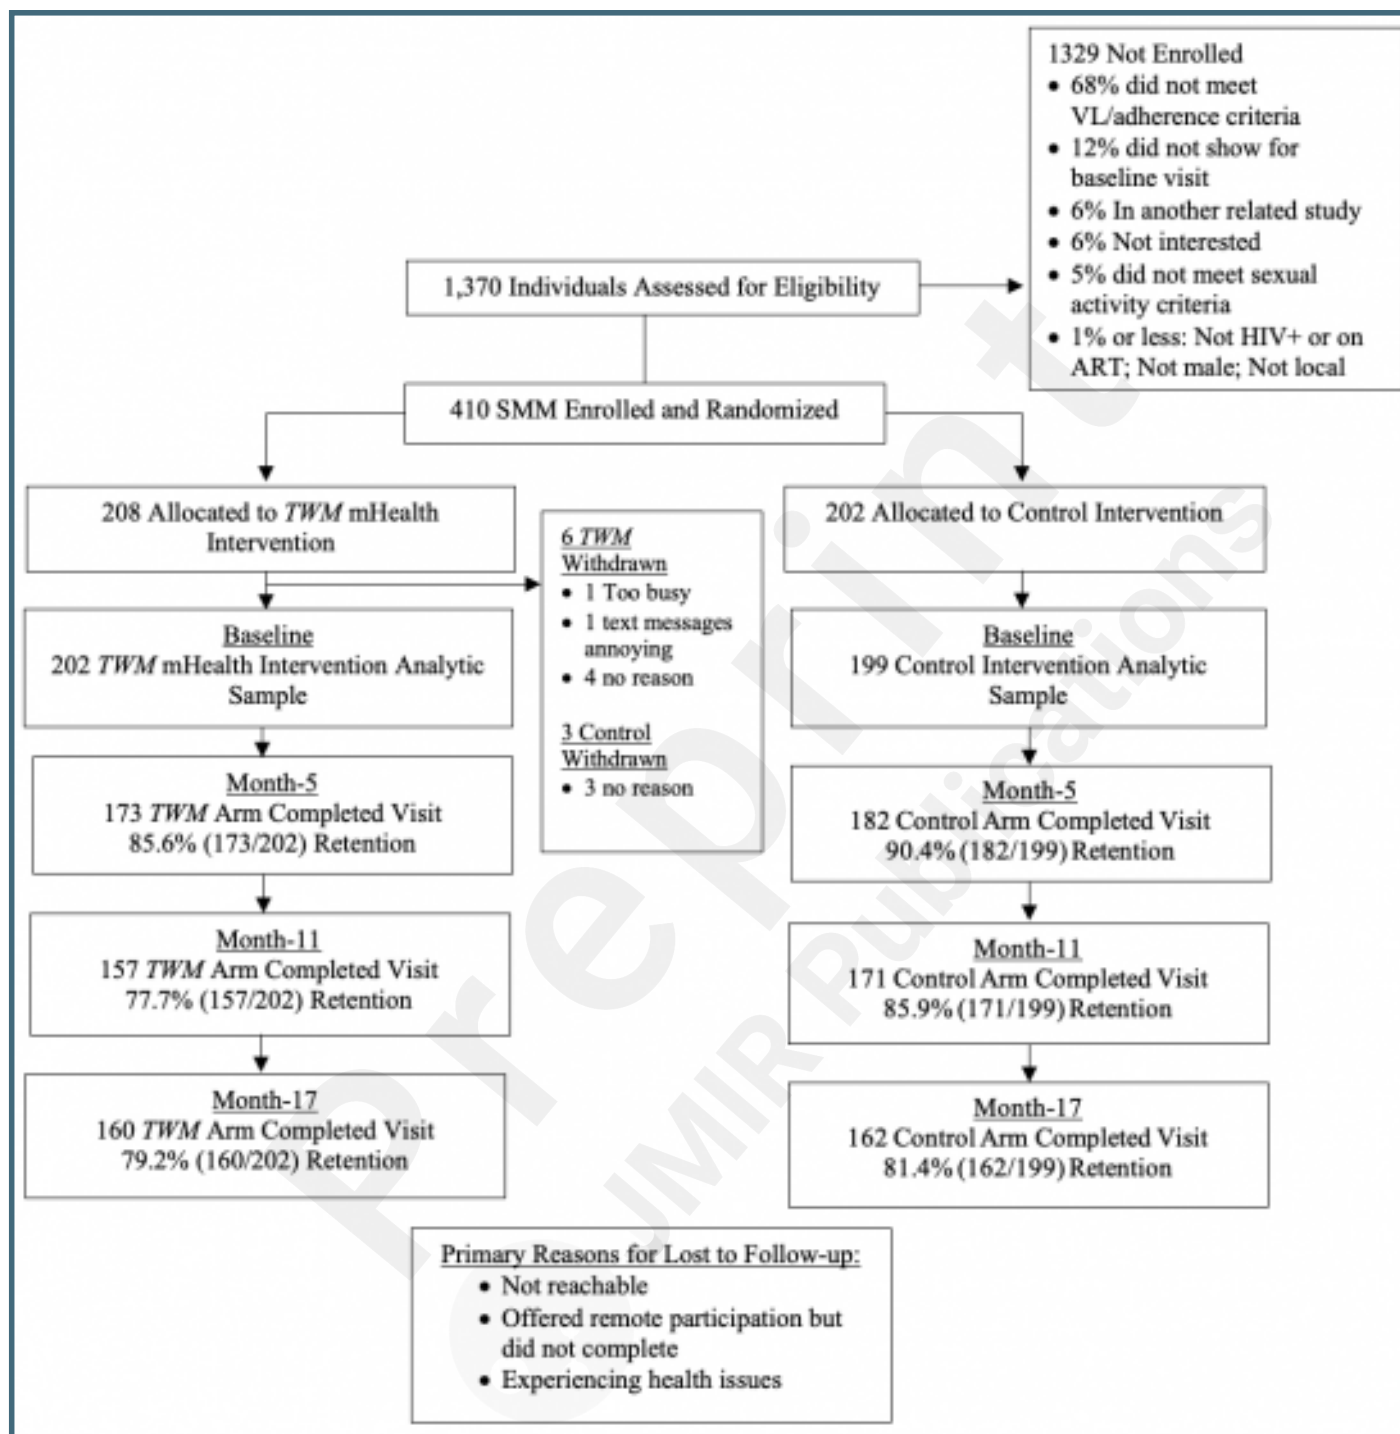 1329 Not Enrolled
• 68% did not meet
VL/adherence criteria
• 12% did not show for
baseline visit
• 6% In another related study
• 6% Not interested
• 5% did not meet sexual
activity criteria
• 1% or less: Not HIV+ or on
ART; Not male; Not local
1,370 Individuals Assessed for Eligibility
410 SMM Enrolled and Randomized
208 Allocated to TWM mHealth
Intervention
202 Allocated to Control Intervention
6 TWM
Withdrawn
• 1 Too busy
• 1 text messages
annoying
• 4 no reason
3 Control
Withdrawn
• 3 no reason
Baseline
202 TWM mHealth Intervention Analytic
Sample
Baseline
199 Control Intervention Analytic
Sample
Month-5
173 TWM Arm Completed Visit
85.6% (173/202) Retention
Month-5
182 Control Arm Completed Visit
90.4% (182/199) Retention
Month-11
157 TWM Arm Completed Visit
77.7% (157/202) Retention
Month-11
171 Control Arm Completed Visit
85.9% (171/199) Retention
Month-17
160 TWM Arm Completed Visit
79.2% (160/202) Retention
Month-17
162 Control Arm Completed Visit
81.4% (162/199) Retention
Primary Reasons for Lost to Follow-up:
• Not reachable
• Offered remote participation but
did not complete
• Experiencing health issues
Preprint
JMIR Publications